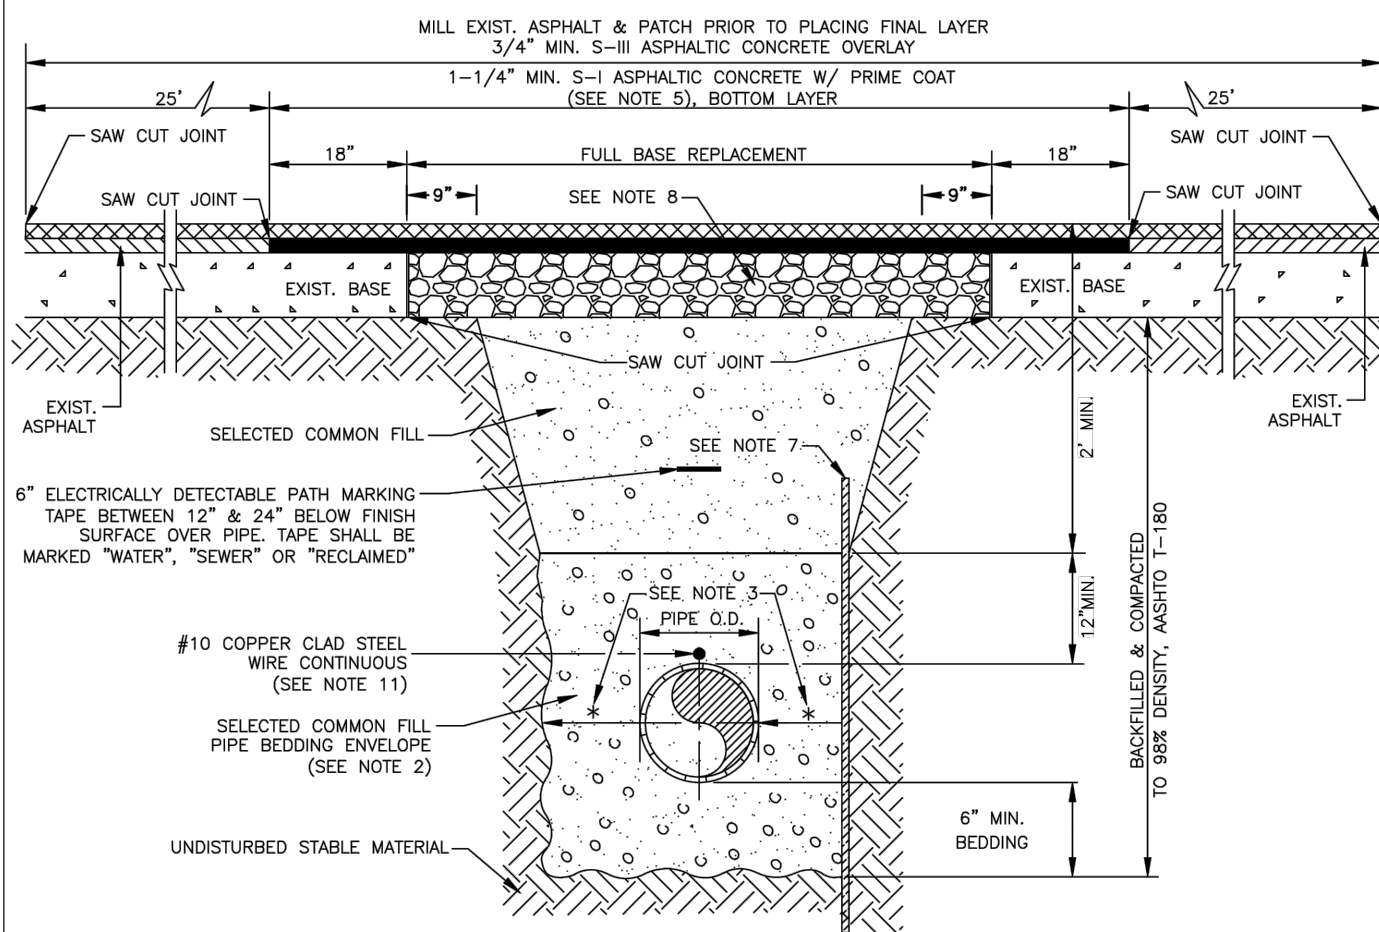 MILL EXIST. ASPHALT & PATCH PRIOR TO PLACING FINAL LAYER
3/4" MIN. S-III ASPHALTIC CONCRETE OVERLAY
1-1/4" MIN. S-I ASPHALTIC CONCRETE W/ PRIME COAT
(SEE NOTE 5), BOTTOM LAYER
25'
25'
SAW CUT JOINT
SAW CUT JOINT
18"
FULL BASE REPLACEMENT
18"
SAW CUT JOINT
9"
SEE NOTE 8
9"
SAW CUT JOINT
EXIST. BASE
EXIST. BASE
SAW CUT JOINT
EXIST.
ASPHALT
EXIST.
ASPHALT
SELECTED COMMON FILL
SEE NOTE 7
2' MIN.
6" ELECTRICALLY DETECTABLE PATH MARKING
TAPE BETWEEN 12" & 24" BELOW FINISH
SURFACE OVER PIPE. TAPE SHALL BE
MARKED "WATER", "SEWER" OR "RECLAIMED"
SEE NOTE 3
PIPE O.D.
12"MIN.
#10 COPPER CLAD STEEL
WIRE CONTINUOUS
(SEE NOTE 11)
BACKFILLED & COMPACTED
TO 98% DENSITY, AASHTO T-180
SELECTED COMMON FILL
PIPE BEDDING ENVELOPE
(SEE NOTE 2)
6" MIN.
BEDDING
UNDISTURBED STABLE MATERIAL